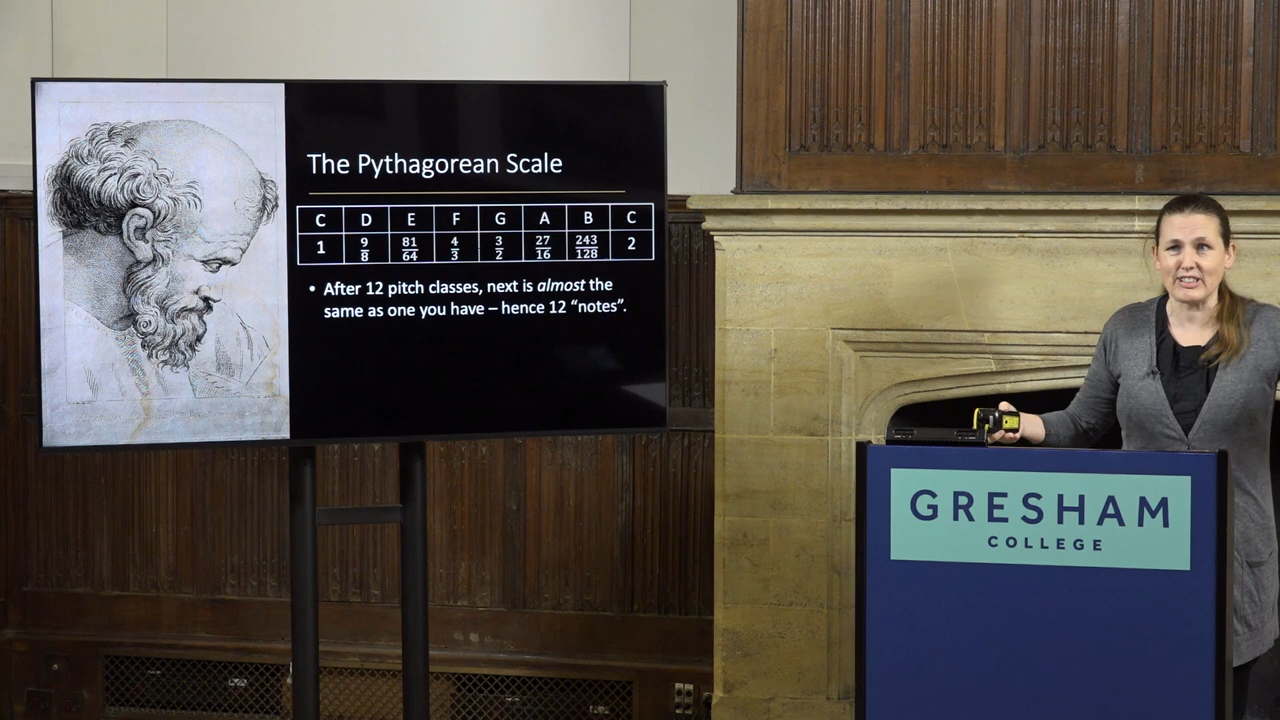 The Pythagorean Scale
C D E F G A B C
1 9/8 81/64 4/3 3/2 27/16 243/128 2
• After 12 pitch classes, next is almost the
same as one you have – hence 12 “notes”.
GRESHAM
COLLEGE